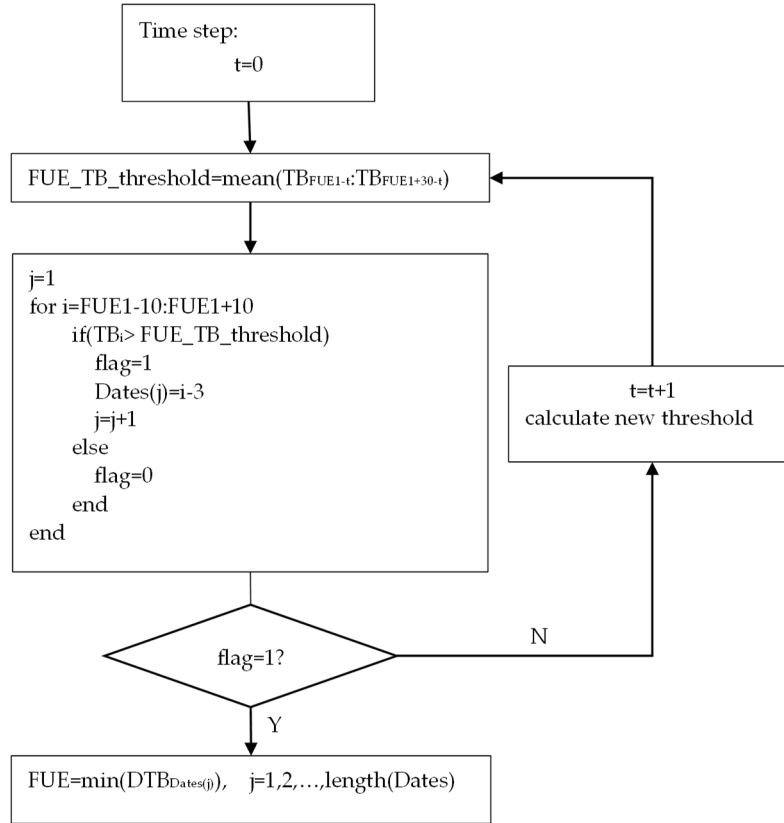 Time step:
t=0
FUE_TB_threshold=mean(TBFUE1-t:TBFUE1+30-t)
j=1
for i=FUE1-10:FUE1+10
if(TBi> FUE_TB_threshold)
flag=1
Dates(j)=i-3
j=j+1
else
flag=0
end
end
t=t+1
calculate new threshold
flag=1?
N
Y
FUE=min(DTBDates(j)), j=1,2,...,length(Dates)